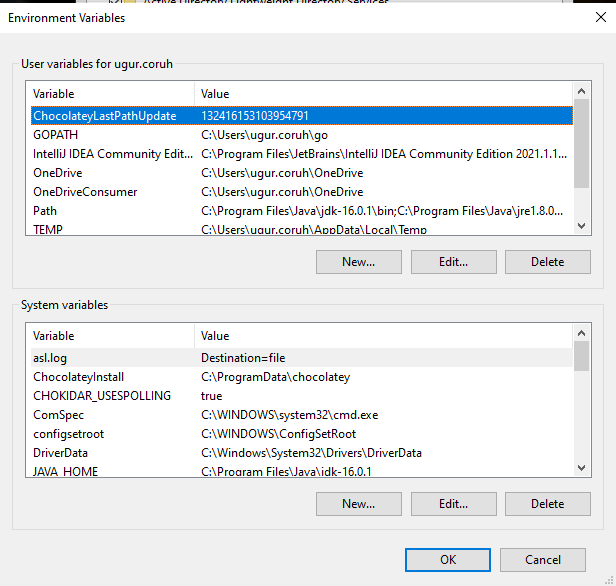 Active Directory Lightweight Directory Services
Environment Variables
User variables for ugur.coruh
Variable Value
ChocolateyLastPathUpdate 132416153103954791
GOPATH C:\Users\ugur.coruh\go
IntelliJ IDEA Community Edit... C:\Program Files\JetBrains\IntelliJ IDEA Community Edition 2021.1.1...
OneDrive C:\Users\ugur.coruh\OneDrive
OneDriveConsumer C:\Users\ugur.coruh\OneDrive
Path C:\Program Files\Java\jdk-16.0.1\bin;C:\Program Files\Java\jre1.8.0...
TEMP C:\Users\ugur.coruh\AppData\Local\Temp
New... Edit... Delete
System variables
Variable Value
asl.log Destination=file
ChocolateyInstall C:\ProgramData\chocolatey
CHOKIDAR_USESPOLLING true
ComSpec C:\WINDOWS\system32\cmd.exe
configsetroot C:\WINDOWS\ConfigSetRoot
DriverData C:\Windows\System32\Drivers\DriverData
JAVA_HOME C:\Program Files\Java\jdk-16.0.1
New... Edit... Delete
OK Cancel